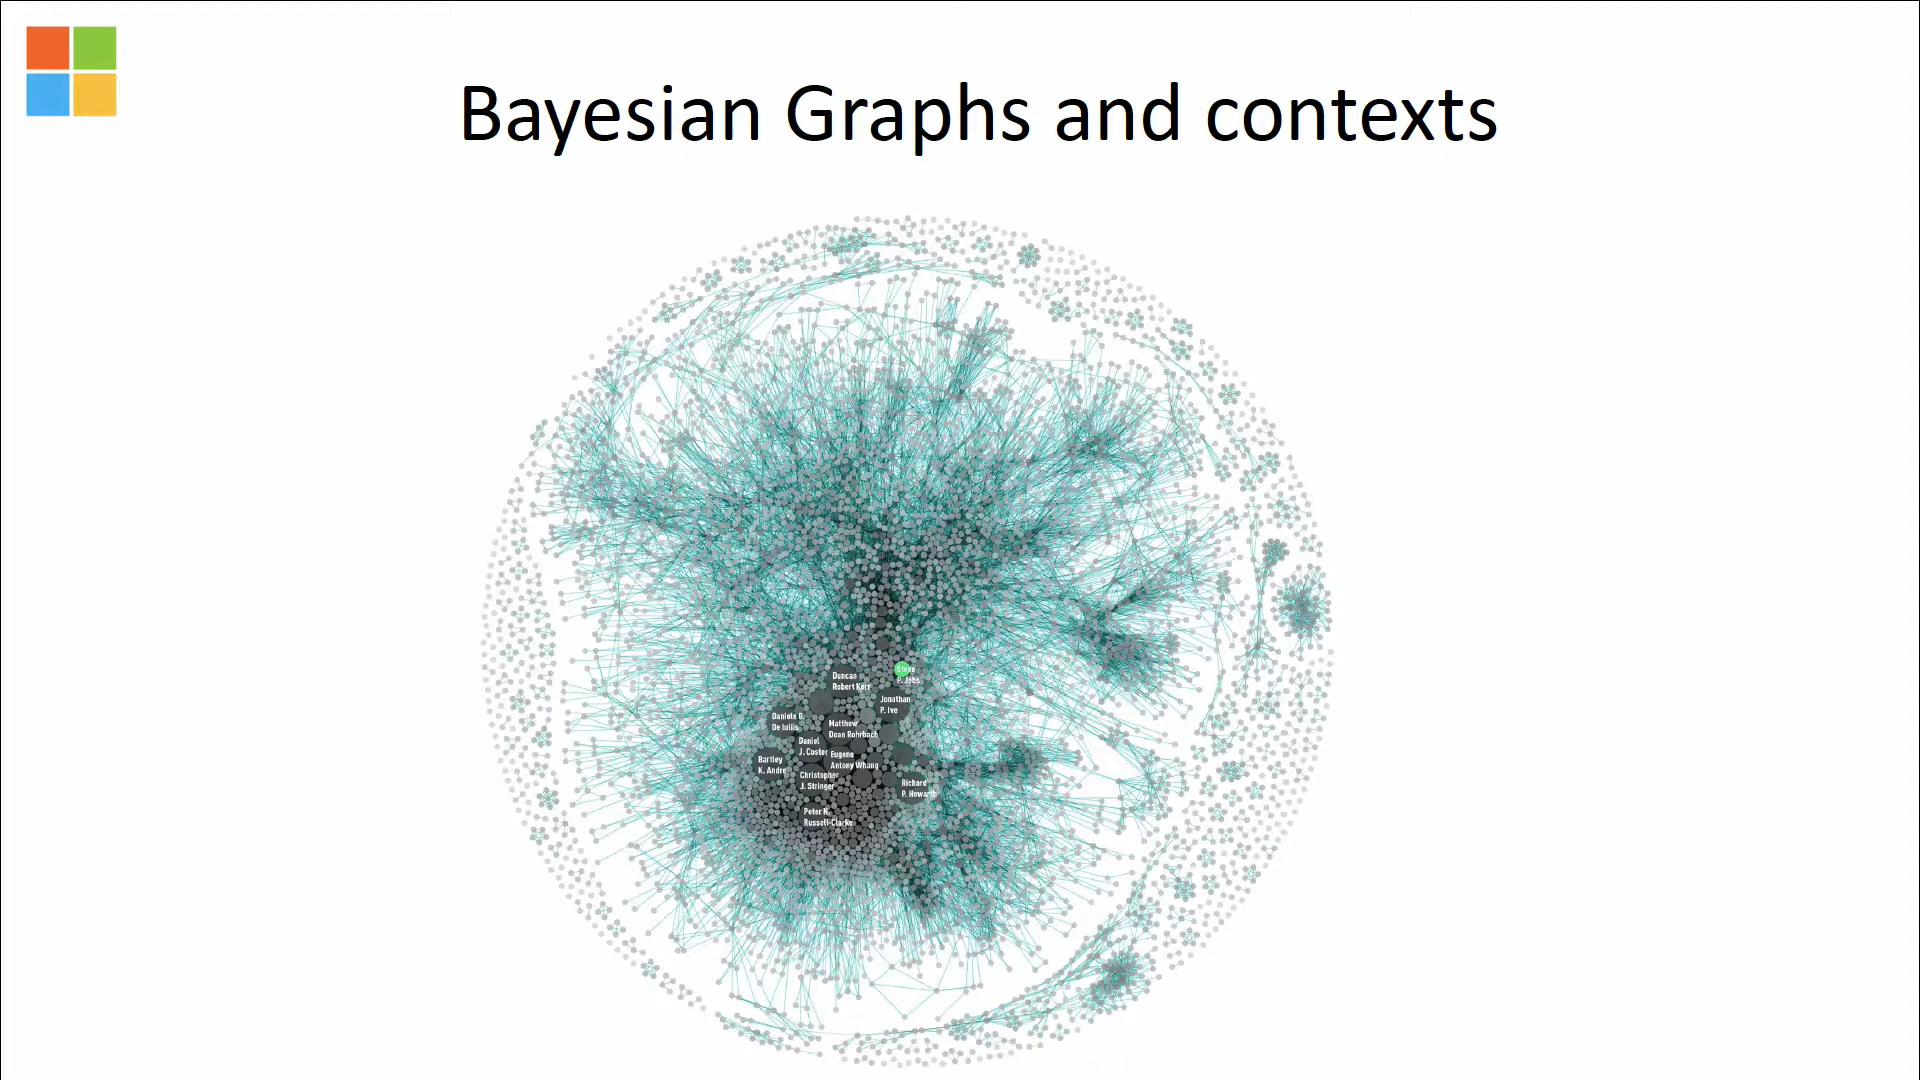 Bayesian Graphs and contexts
Steve
P. Jobs
Duncan
Robert Kerr
Jonathan
P. Ive
Daniele G.
De Iuliis
Matthew
Dean Rohrbach
Daniel
J. Coster
Eugene
Antony Whang
Bartley
K. Andre
Christopher
J. Stringer
Richard
P. Howarth
Peter K.
Russell-Clarke